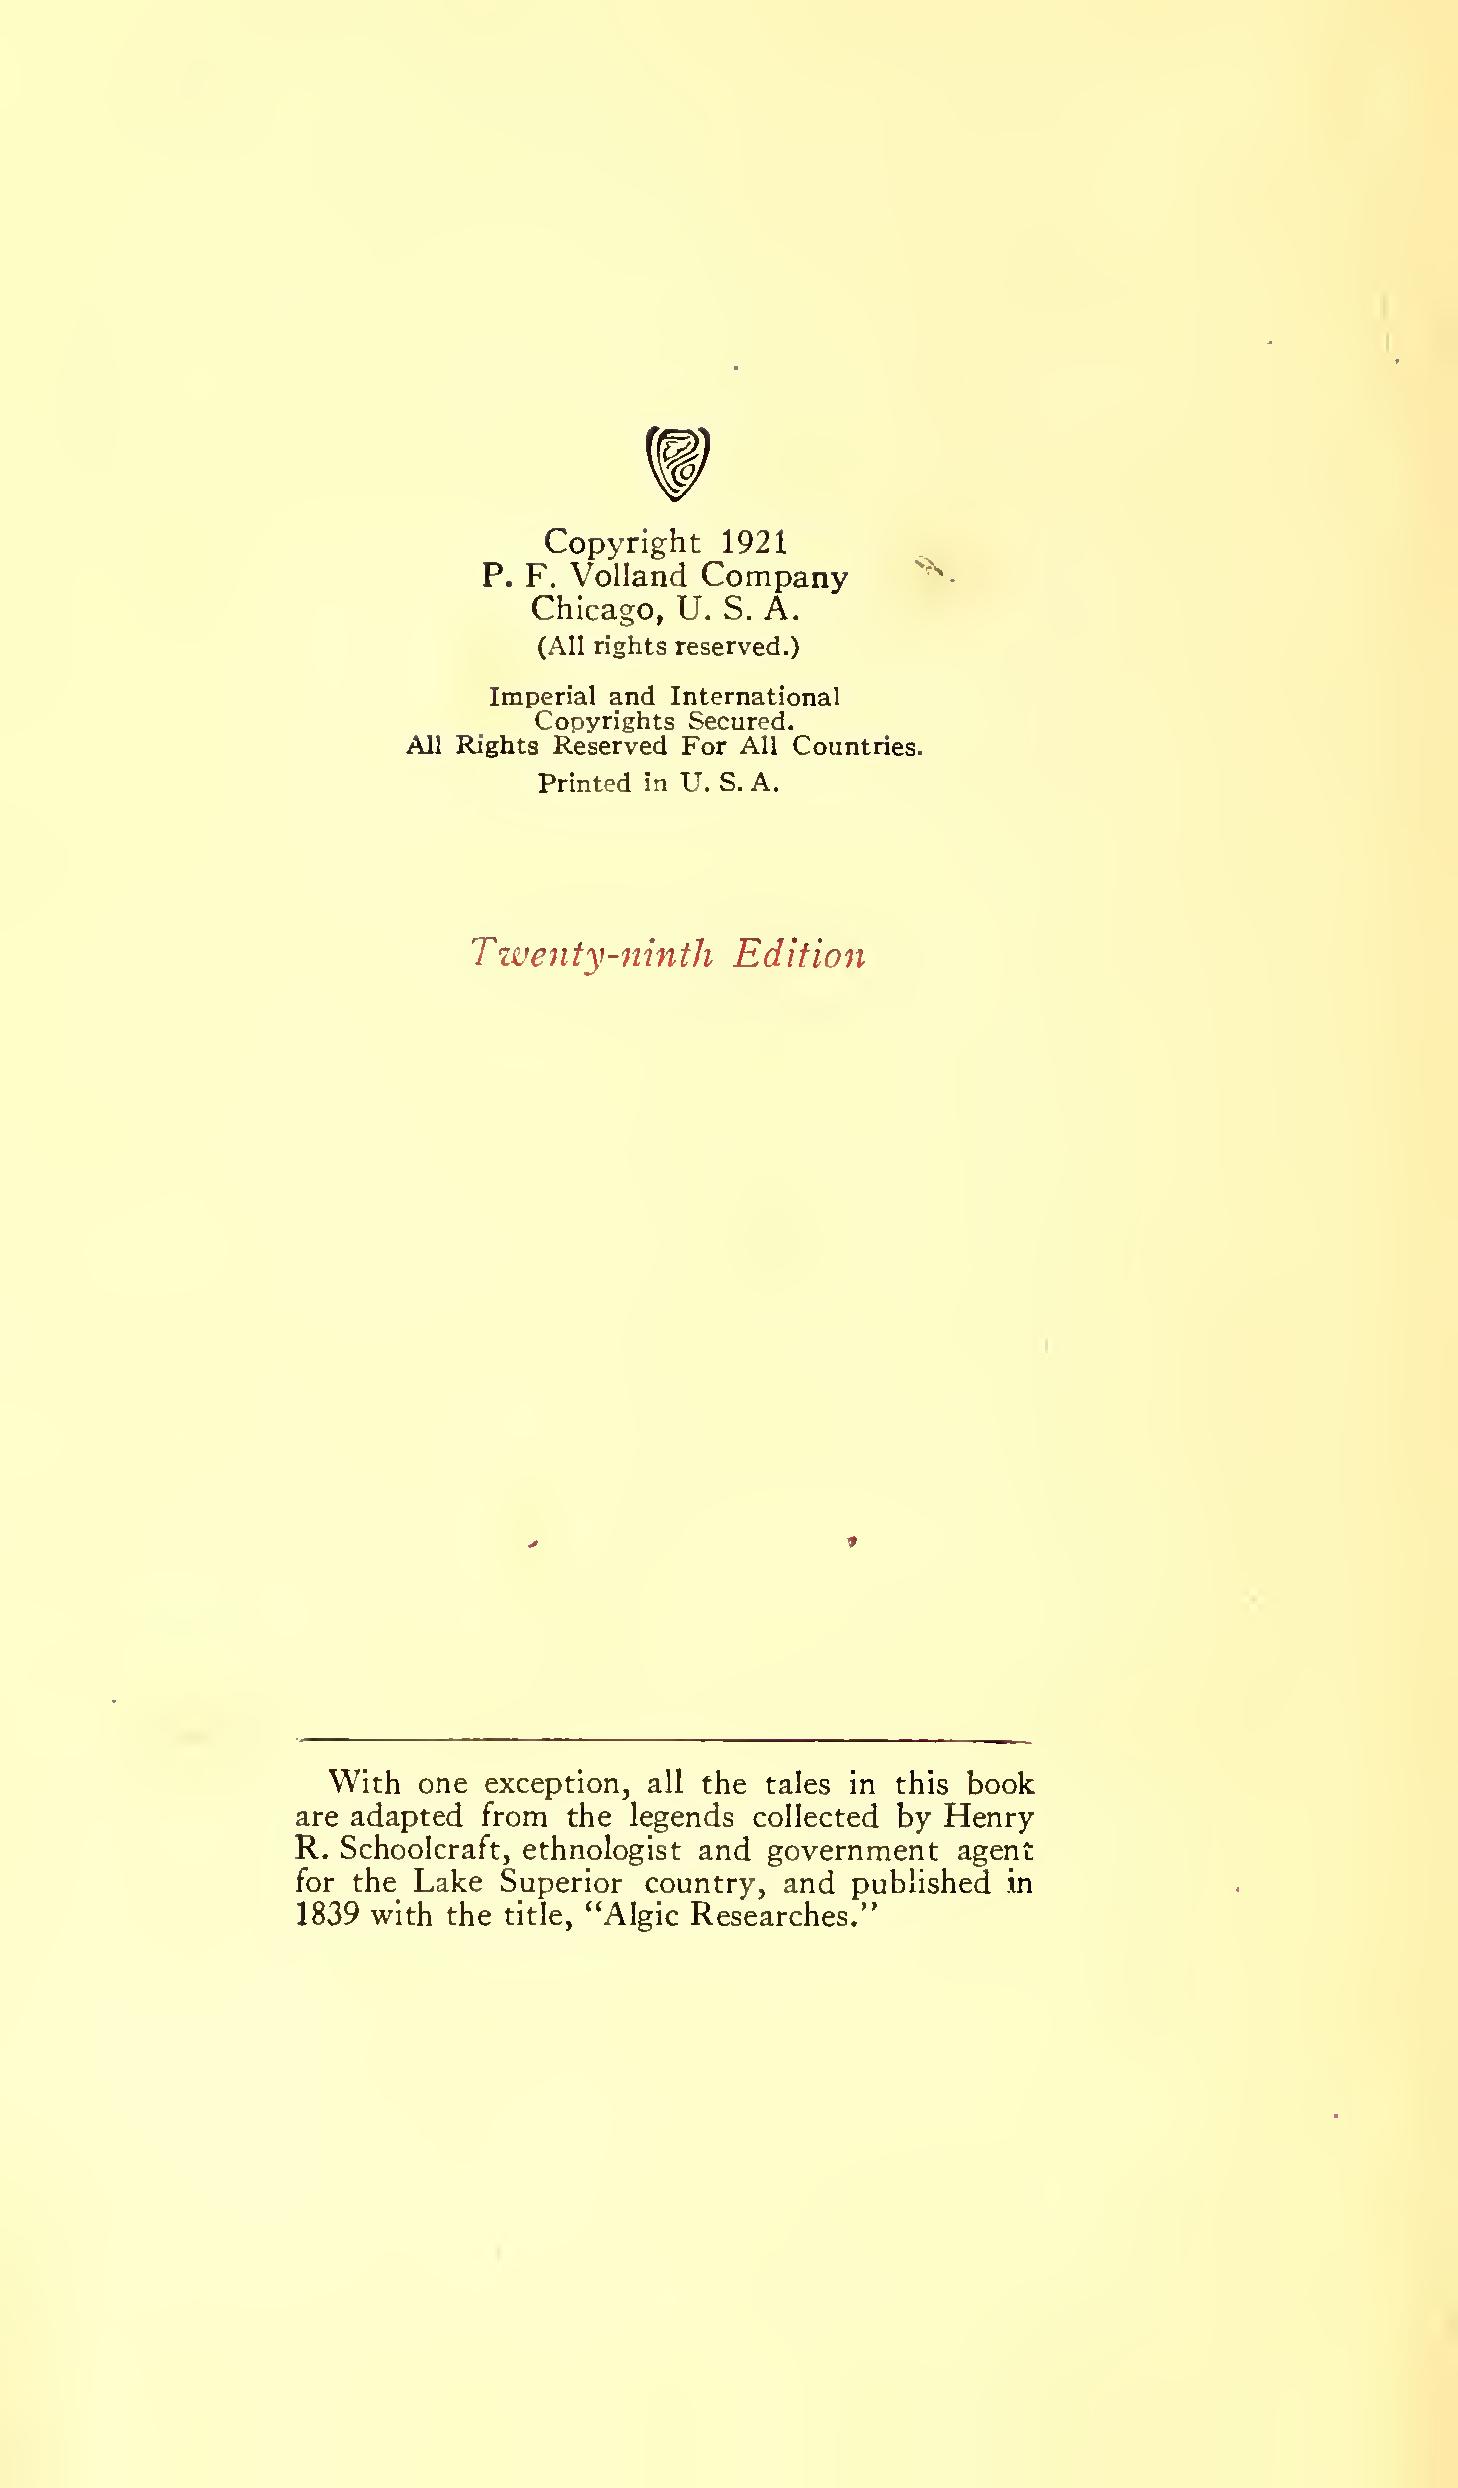 Copyright 1921
P. F. Volland Company
Chicago, U. S. A.
(All rights reserved.)
Imperial and International
Copyrights Secured.
All Rights Reserved For All Countries.
Printed in U. S. A.
Twenty-ninth Edition
With one exception, all the tales in this book
are adapted from the legends collected by Henry
R. Schoolcraft, ethnologist and government agent
for the Lake Superior country, and published in
1839 with the title, “Algic Researches.”